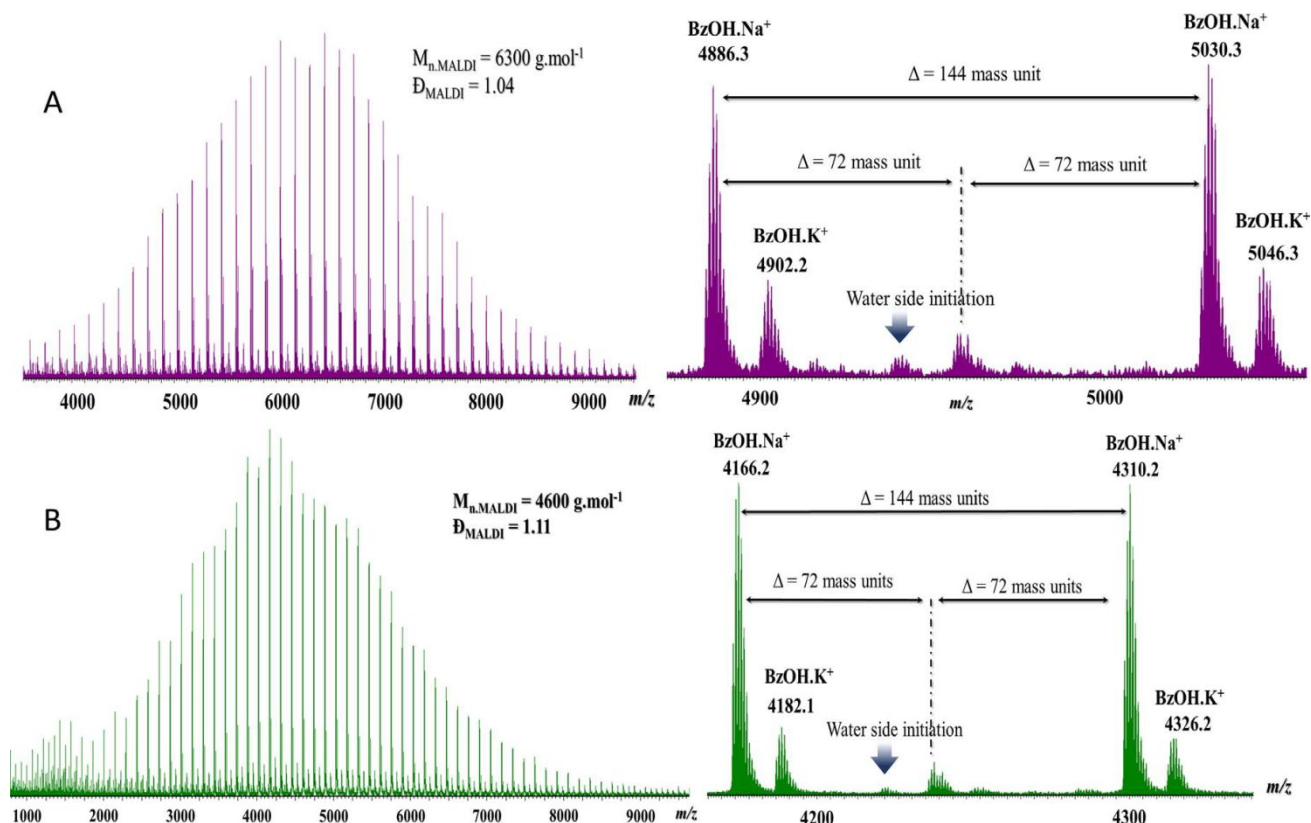 A
Mn.MALDI = 6300 g.mol-1
ĐMALDI = 1.04
4000 5000 6000 7000 8000 9000 m/z
BzOH.Na+
4886.3
BzOH.Na+
5030.3
Δ = 144 mass unit
Δ = 72 mass unit
Δ = 72 mass unit
BzOH.K+
4902.2
BzOH.K+
5046.3
Water side initiation
4900 m/z 5000
B
Mn.MALDI = 4600 g.mol-1
ĐMALDI = 1.11
1000 2000 3000 4000 5000 6000 7000 8000 9000 m/z
BzOH.Na+
4166.2
BzOH.Na+
4310.2
Δ = 144 mass units
Δ = 72 mass units
Δ = 72 mass units
BzOH.K+
4182.1
BzOH.K+
4326.2
Water side initiation
4200 4300 m/z